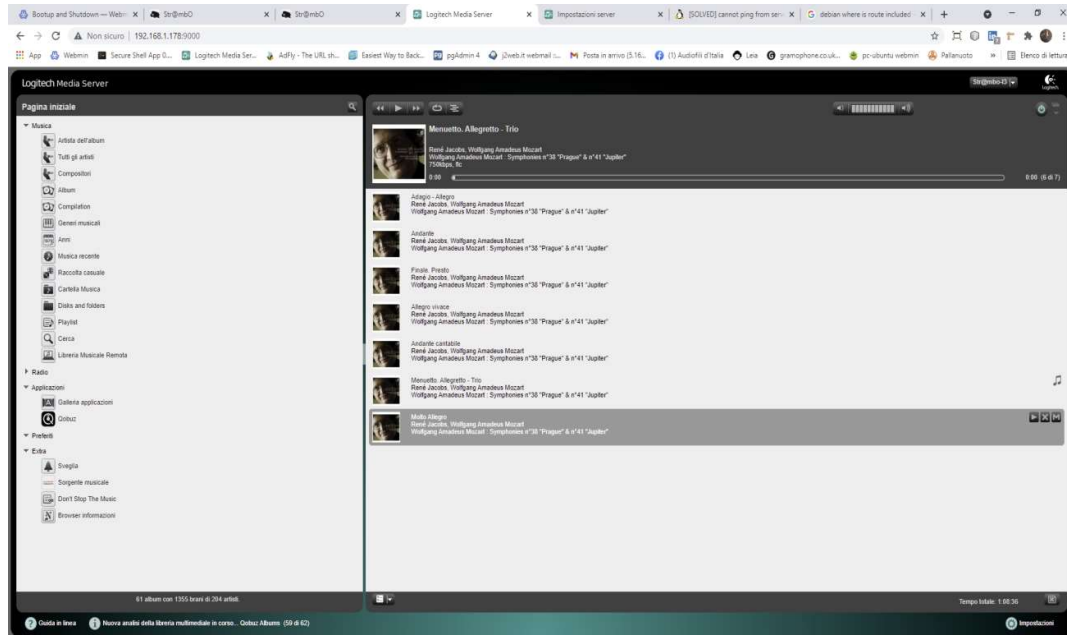 Bootup and Shutdown — Webm
Str@mbO
Str@mbO
Logitech Media Server
Impostazioni server
[SOLVED] cannot ping from ser
debian where is route included
Non sicuro | 192.168.1.178:9000
App
Webmin
Secure Shell App (I...
Logitech Media Ser...
AdFly - The URL sh...
Easiest Way to Back...
pgAdmin 4
j2web.it webmail ::...
Posta in arrivo (5.16...
(1) Audiofili d'Italia
Leia
gramophone.co.uk...
pc-ubuntu webmin
Pallanuoto
»
Elenco di lettura
Logitech Media Server
Str@mbo-I3
Logitech
Pagina iniziale
Musica
Artista dell'album
Tutti gli artisti
Compositori
Album
Compilation
Generi musicali
Anni
Musica recente
Raccolta casuale
Cartella Musica
Disks and folders
Playlist
Cerca
Libreria Musicale Remota
Radio
Applicazioni
Galleria applicazioni
Qobuz
Preferiti
Extra
Sveglia
Sorgente musicale
Don't Stop The Music
Browser informazioni
61 album con 1355 brani di 204 artisti.
Menuetto. Allegretto - Trio
René Jacobs, Wolfgang Amadeus Mozart
Wolfgang Amadeus Mozart : Symphonies n°38 "Prague" & n°41 "Jupiter"
750kbps, flc
0:00
0:00 (6 di 7)
Adagio - Allegro
René Jacobs, Wolfgang Amadeus Mozart
Wolfgang Amadeus Mozart : Symphonies n°38 "Prague" & n°41 "Jupiter"
Andante
René Jacobs, Wolfgang Amadeus Mozart
Wolfgang Amadeus Mozart : Symphonies n°38 "Prague" & n°41 "Jupiter"
Finale. Presto
René Jacobs, Wolfgang Amadeus Mozart
Wolfgang Amadeus Mozart : Symphonies n°38 "Prague" & n°41 "Jupiter"
Allegro vivace
René Jacobs, Wolfgang Amadeus Mozart
Wolfgang Amadeus Mozart : Symphonies n°38 "Prague" & n°41 "Jupiter"
Andante cantabile
René Jacobs, Wolfgang Amadeus Mozart
Wolfgang Amadeus Mozart : Symphonies n°38 "Prague" & n°41 "Jupiter"
Menuetto. Allegretto - Trio
René Jacobs, Wolfgang Amadeus Mozart
Wolfgang Amadeus Mozart : Symphonies n°38 "Prague" & n°41 "Jupiter"
Molto Allegro
René Jacobs, Wolfgang Amadeus Mozart
Wolfgang Amadeus Mozart : Symphonies n°38 "Prague" & n°41 "Jupiter"
Tempo totale: 1:08:36
Guida in linea
Nuova analisi della libreria multimediale in corso... Qobuz Albums (59 di 62)
Impostazioni